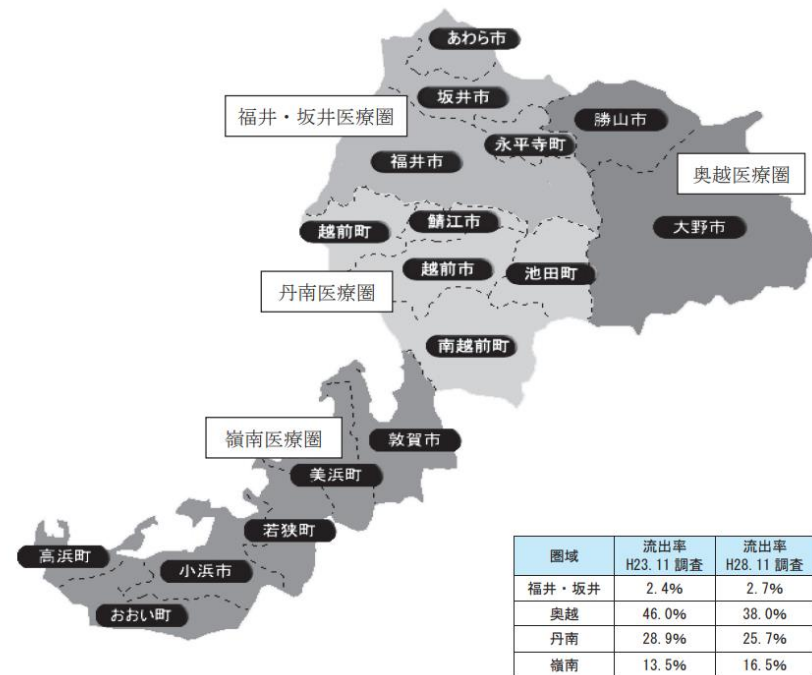 あわら市
坂井市
福井・坂井医療圏
勝山市
永平寺町
福井市
奥越医療圏
大野市
鯖江市
越前町
越前市
池田町
丹南医療圏
南越前町
嶺南医療圏
敦賀市
美浜町
若狭町
高浜町
小浜市
おおい町
圏域 流出率 H23.11 調査 流出率 H28.11 調査
福井・坂井 2.4% 2.7%
奥越 46.0% 38.0%
丹南 28.9% 25.7%
嶺南 13.5% 16.5%